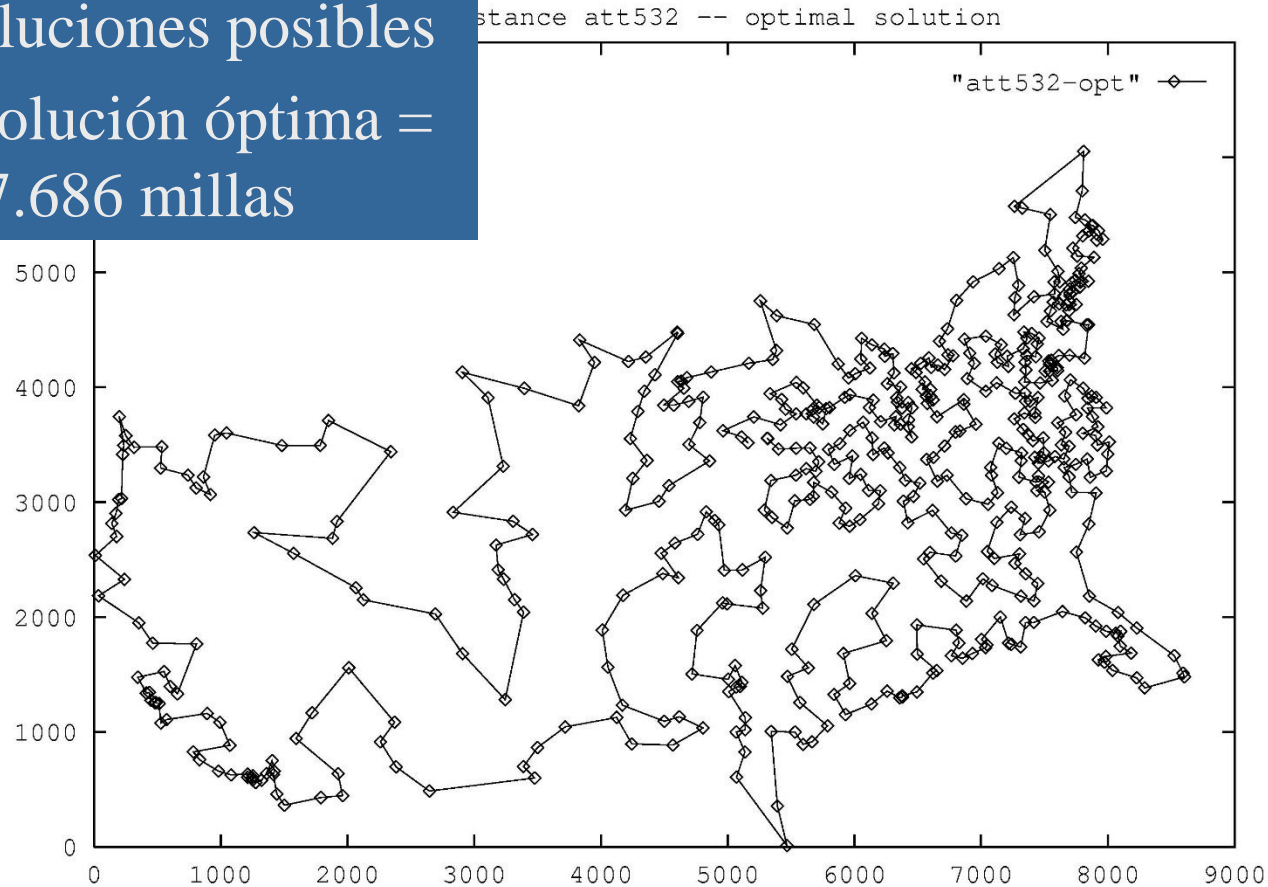 luciones posibles
olución óptima =
7.686 millas
stance att532 -- optimal solution
"att532-opt"
5000
4000
3000
2000
1000
0
0 1000 2000 3000 4000 5000 6000 7000 8000 9000